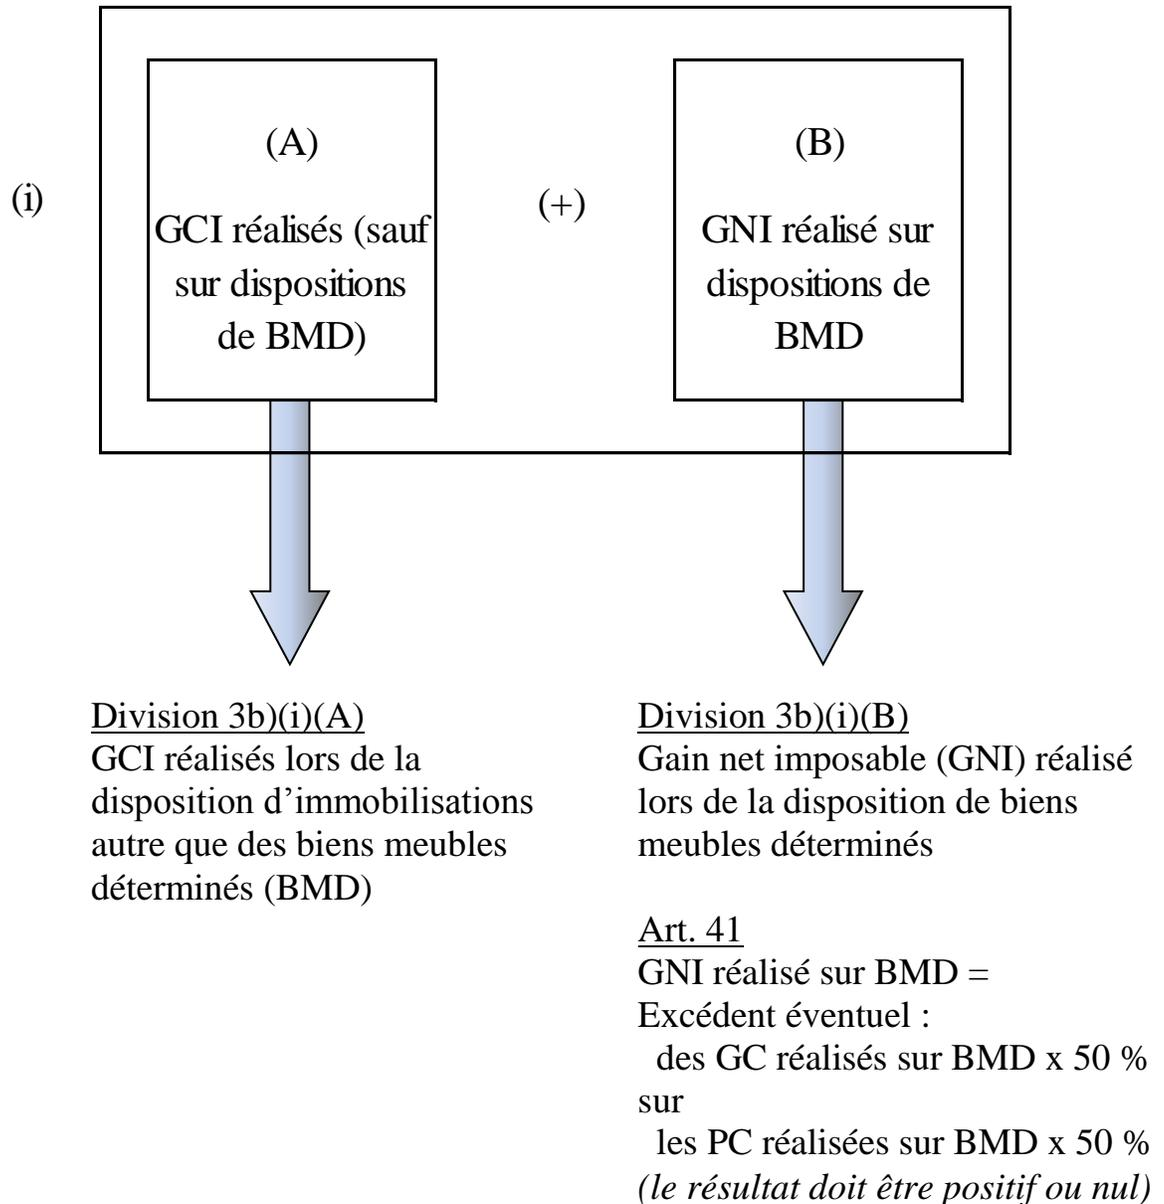 (A)
(B)
(i)
(+)
GCI réalisés (sauf
sur dispositions
de BMD)
GNI réalisé sur
dispositions de
BMD
Division 3b)(i)(A)
GCI réalisés lors de la
disposition d’immobilisations
autre que des biens meubles
déterminés (BMD)
Division 3b)(i)(B)
Gain net imposable (GNI) réalisé
lors de la disposition de biens
meubles déterminés
Art. 41
GNI réalisé sur BMD =
Excédent éventuel :
des GC réalisés sur BMD x 50 %
sur
les PC réalisées sur BMD x 50 %
(le résultat doit être positif ou nul)